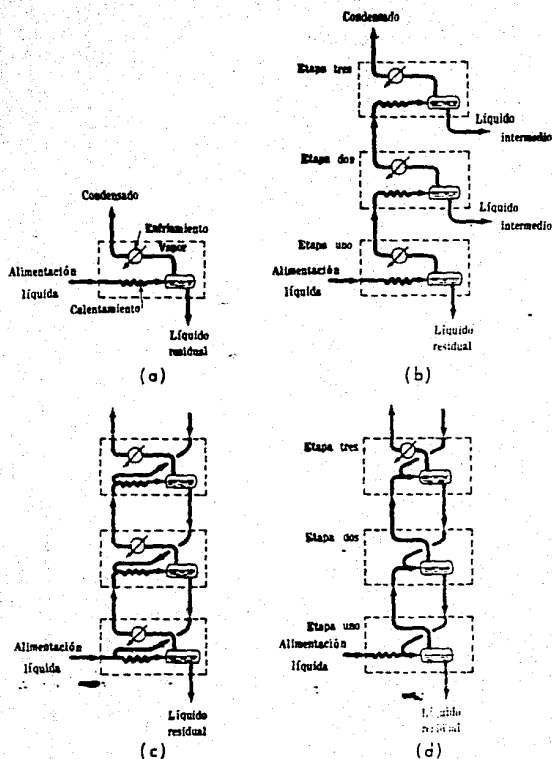 Condensado
Enfriamiento
Vapor
Alimentación
líquida
Calentamiento
Líquido
residual
(a)
Condensado
Etapa tres
Líquido
intermedio
Etapa dos
Líquido
intermedio
Etapa uno
Alimentación
líquida
Líquido
residual
(b)
Alimentación
líquida
Líquido
residual
(c)
Etapa tres
Etapa dos
Etapa uno
Alimentación
líquida
Líquido
residual
(d)